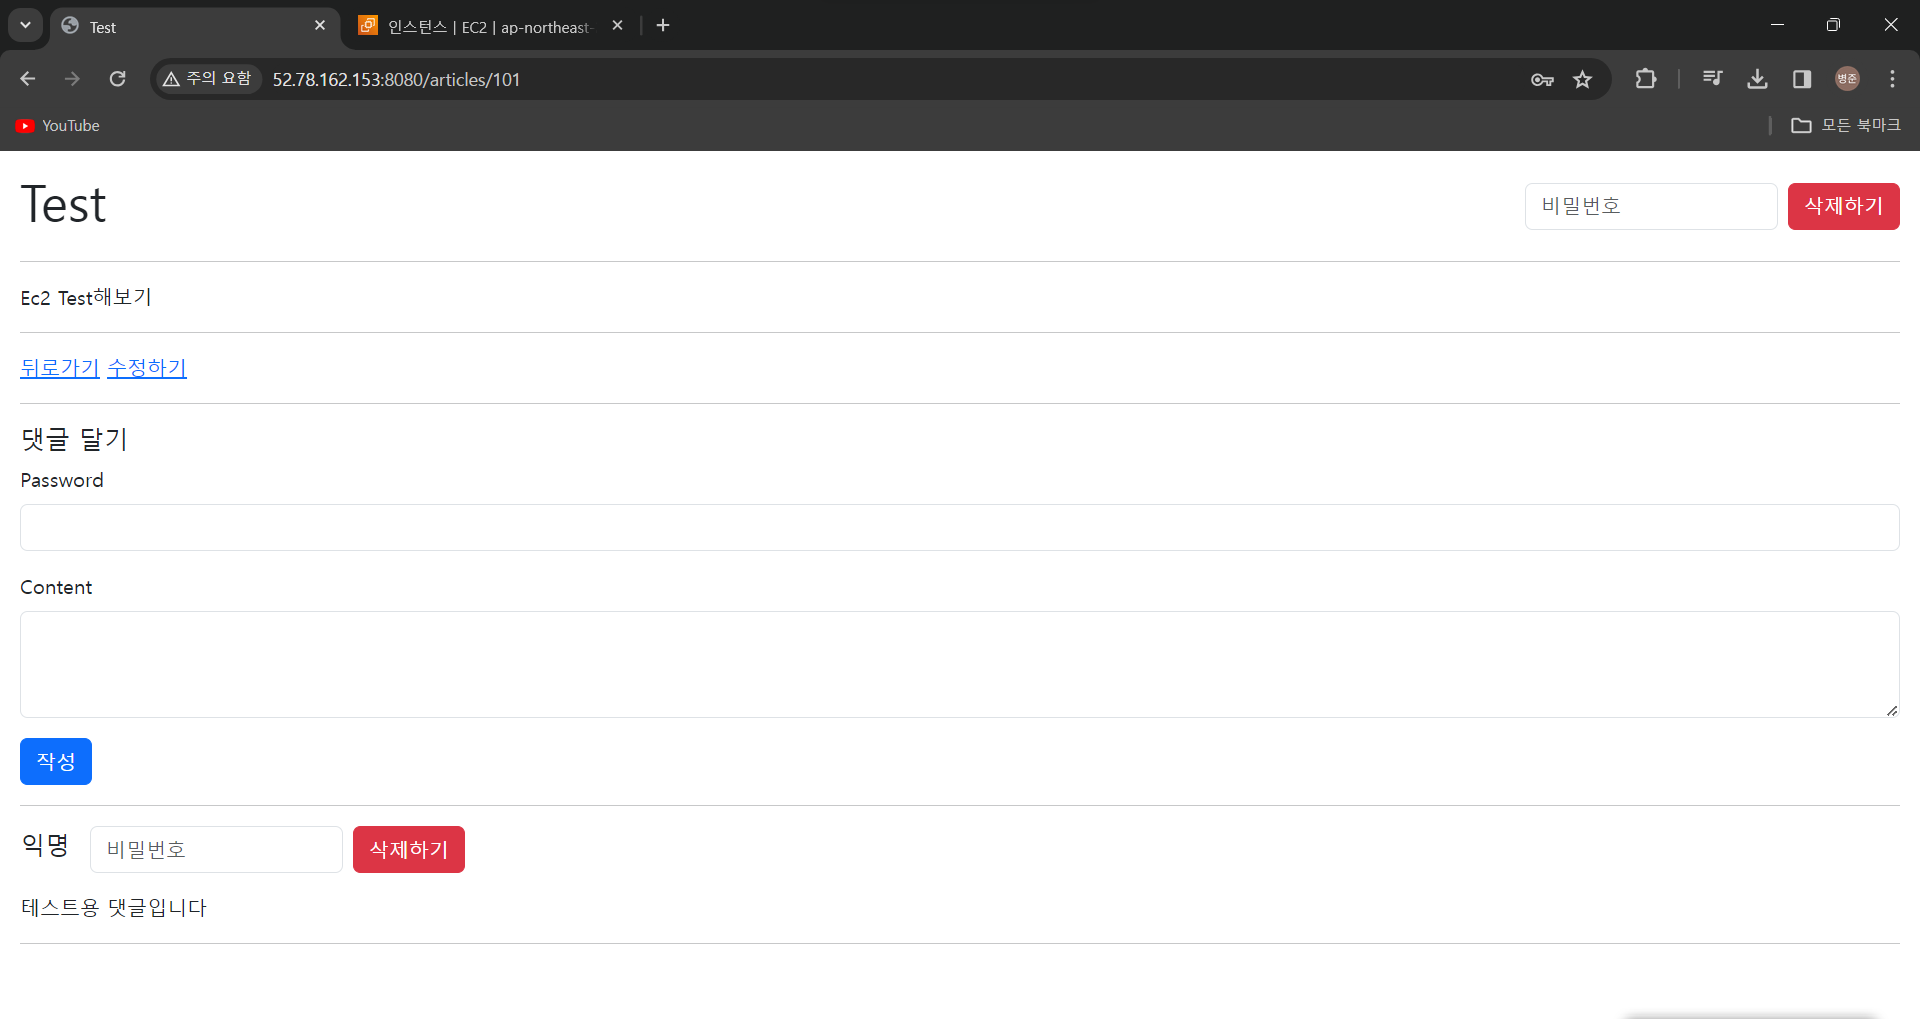 Test
인스턴스 | EC2 | ap-northeast-
주의 요함
52.78.162.153:8080/articles/101
병준
YouTube
모든 북마크
Test
비밀번호
삭제하기
Ec2 Test해보기
뒤로가기 수정하기
댓글 달기
Password
Content
작성
익명
비밀번호
삭제하기
테스트용 댓글입니다